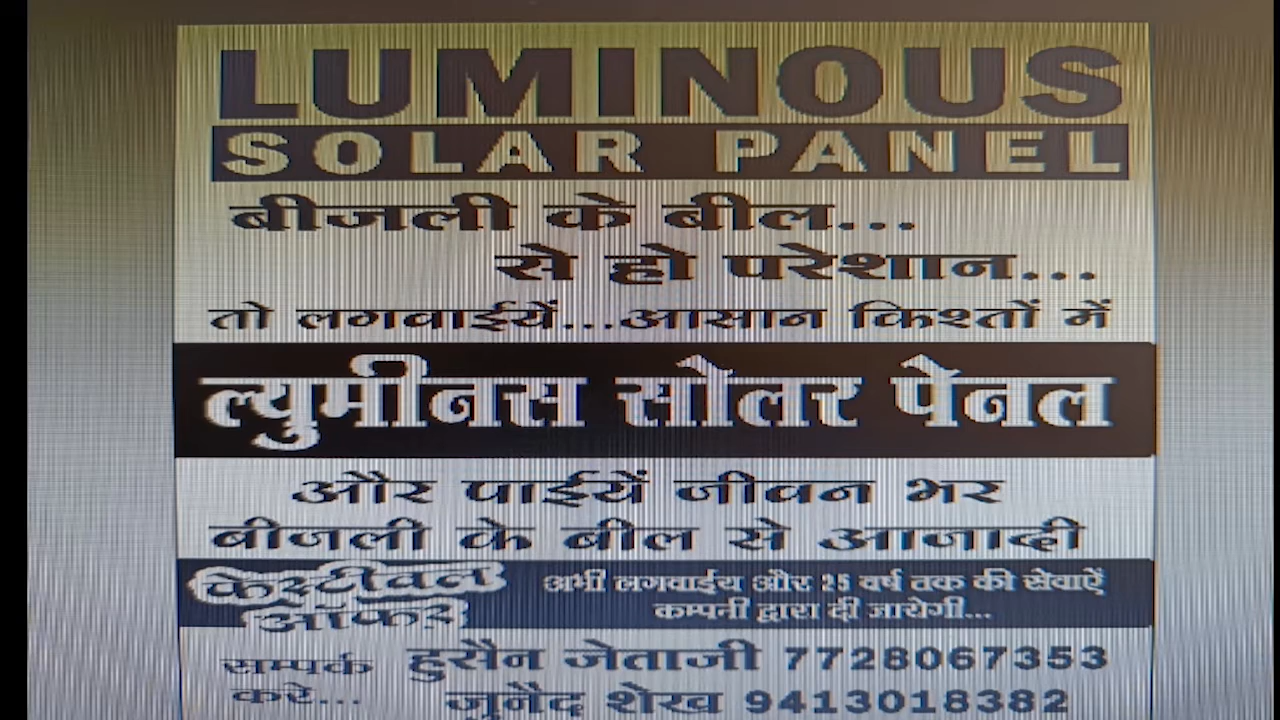 LUMINOUS
SOLAR PANEL
बीजली के बील...
से हो परेशान...
तो लगवाईयें...आसान किश्तों में
ल्युमीनस सोलर पेनल
और पाईयें जीवन भर
बीजली के बील से आजादी
फेस्टीवल
ऑफर
अभी लगवाईय और 25 वर्ष तक की सेवाऐं
कम्पनी द्वारा दी जायेगी...
सम्पर्क
करे...
हुसैन जेताजी 7728067353
जुनैद शेख 9413018382